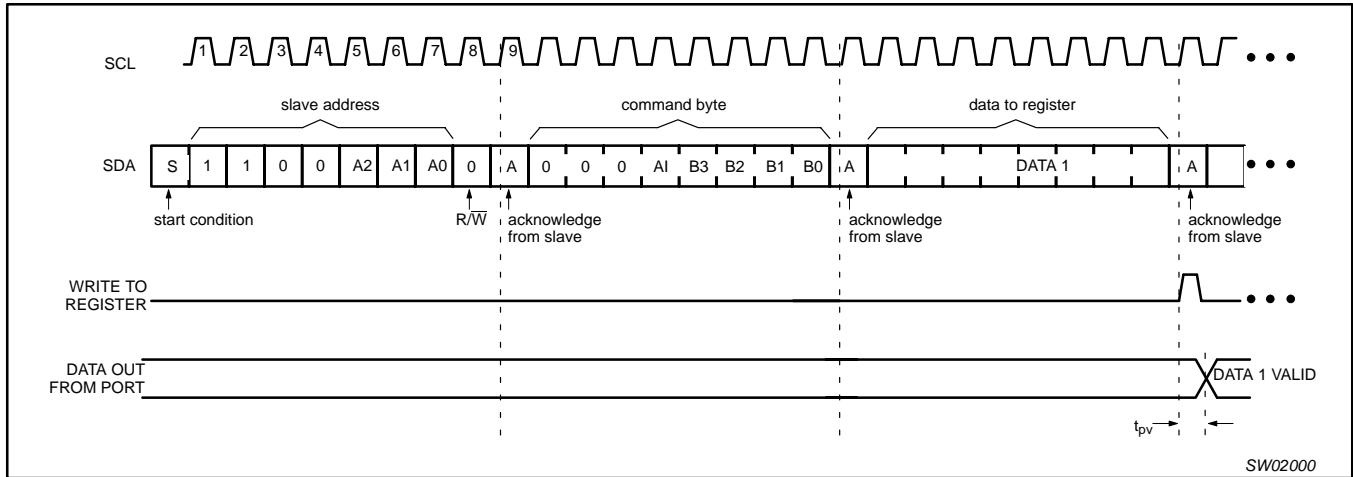 SCL 1 2 3 4 5 6 7 8 9
slave address command byte data to register
SDA S 1 1 0 0 A2 A1 A0 0 A 0 0 0 AI B3 B2 B1 B0 A DATA 1 A
start condition R/W̅ acknowledge from slave acknowledge from slave acknowledge from slave
WRITE TO
REGISTER
DATA OUT
FROM PORT
DATA 1 VALID
tpv
SW02000